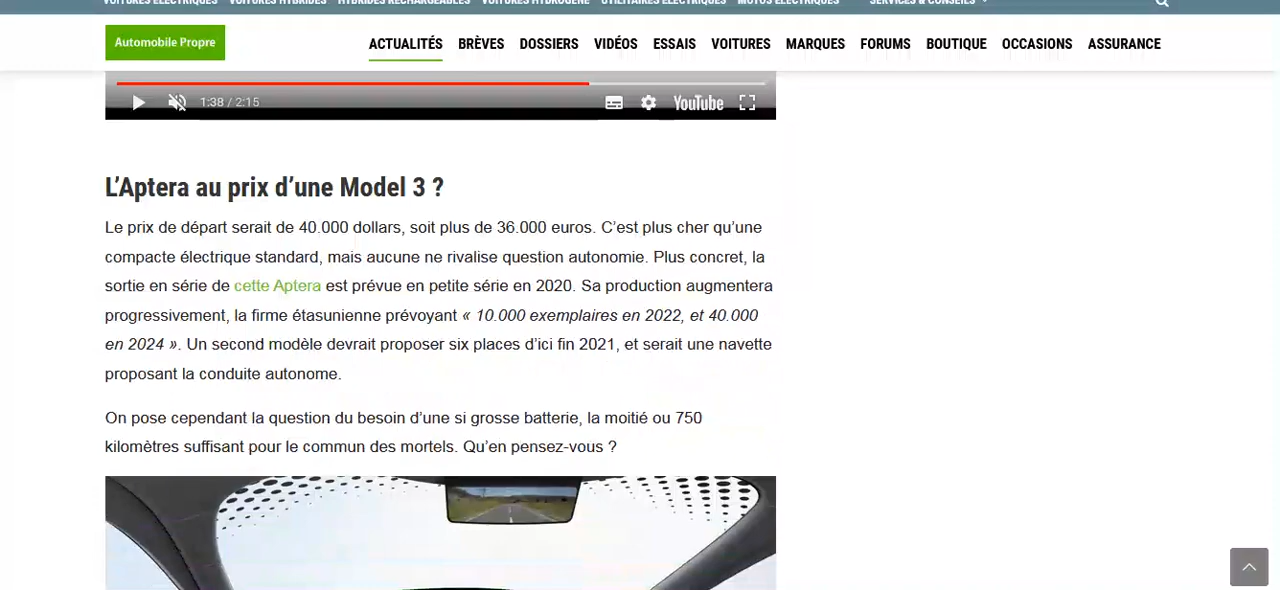 VOITURES ÉLECTRIQUES VOITURES HYBRIDES HYBRIDES RECHARGEABLES VOITURES HYDROGÈNE UTILITAIRES ÉLECTRIQUES MOTOS ÉLECTRIQUES SERVICES & CONSEILS
Automobile Propre
ACTUALITÉS BRÈVES DOSSIERS VIDÉOS ESSAIS VOITURES MARQUES FORUMS BOUTIQUE OCCASIONS ASSURANCE
1:38 / 2:15 YouTube
L’Aptera au prix d’une Model 3 ?
Le prix de départ serait de 40.000 dollars, soit plus de 36.000 euros. C’est plus cher qu’une
compacte électrique standard, mais aucune ne rivalise question autonomie. Plus concret, la
sortie en série de cette Aptera est prévue en petite série en 2020. Sa production augmentera
progressivement, la firme étasunienne prévoyant « 10.000 exemplaires en 2022, et 40.000
en 2024 ». Un second modèle devrait proposer six places d’ici fin 2021, et serait une navette
proposant la conduite autonome.
On pose cependant la question du besoin d’une si grosse batterie, la moitié ou 750
kilomètres suffisant pour le commun des mortels. Qu’en pensez-vous ?